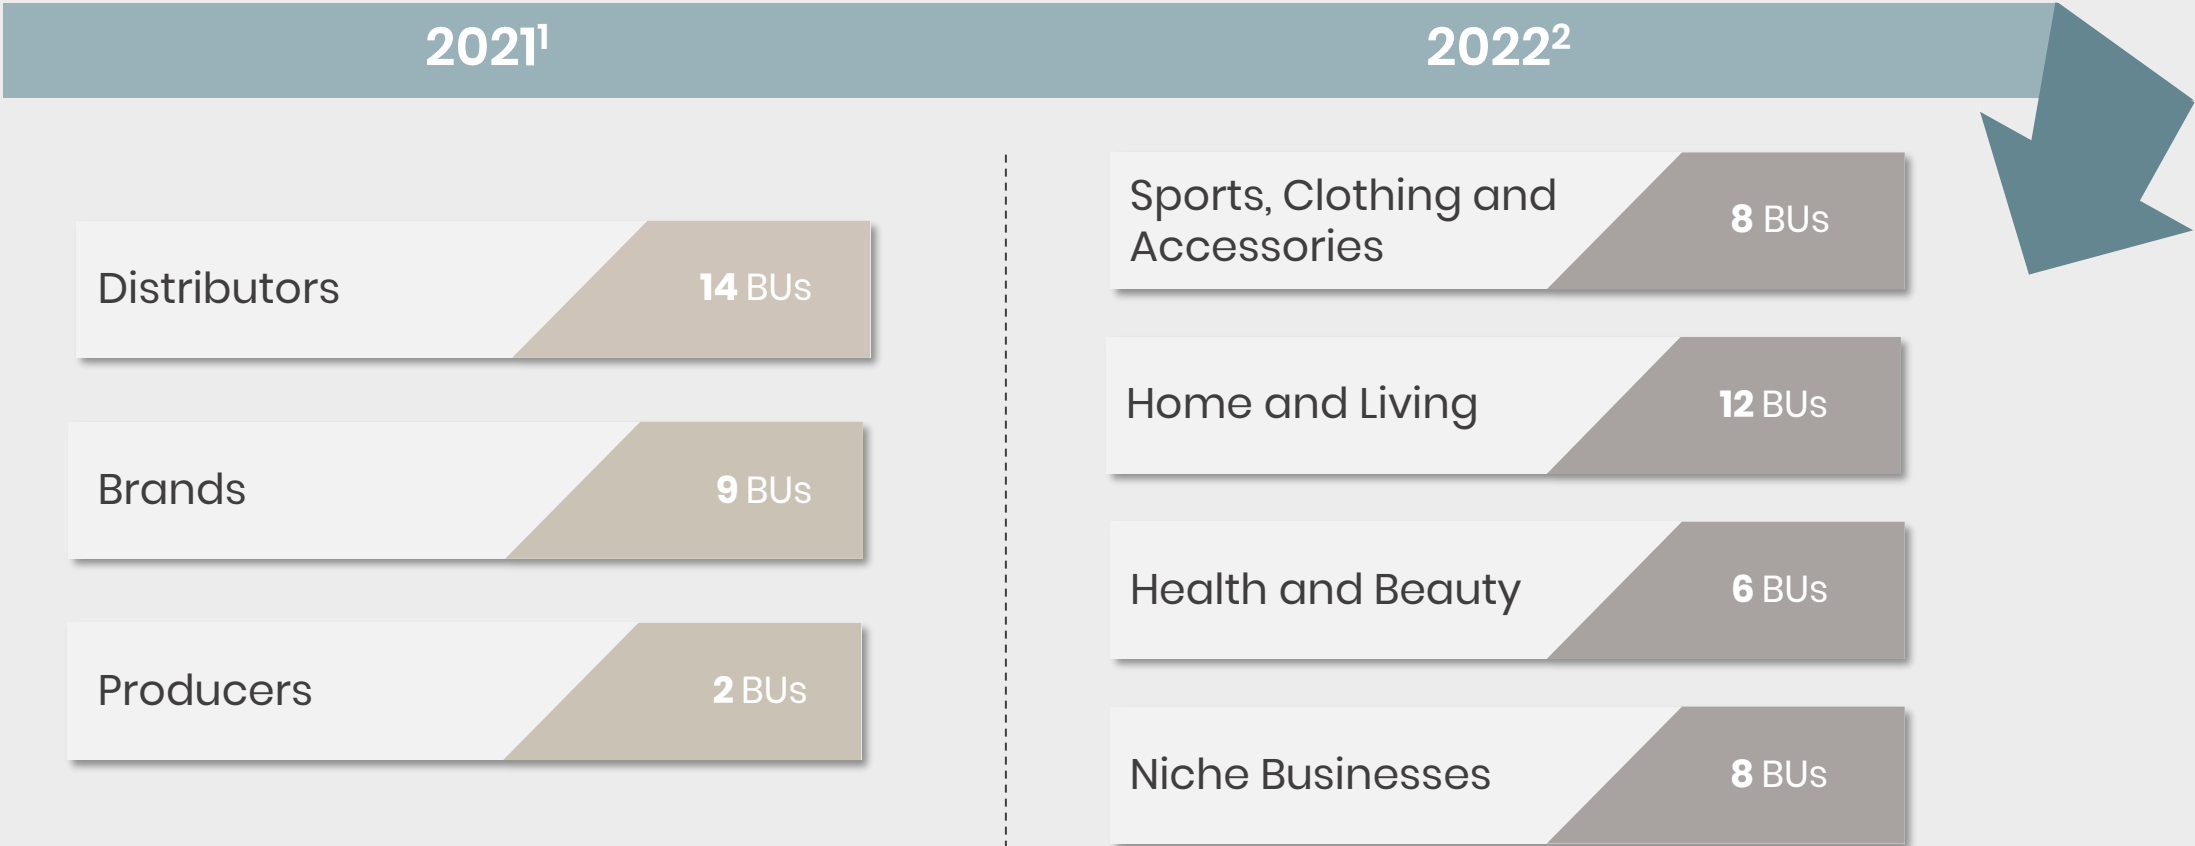 2021¹
2022²
Distributors
14 BUs
Brands
9 BUs
Producers
2 BUs
Sports, Clothing and
Accessories
8 BUs
Home and Living
12 BUs
Health and Beauty
6 BUs
Niche Businesses
8 BUs